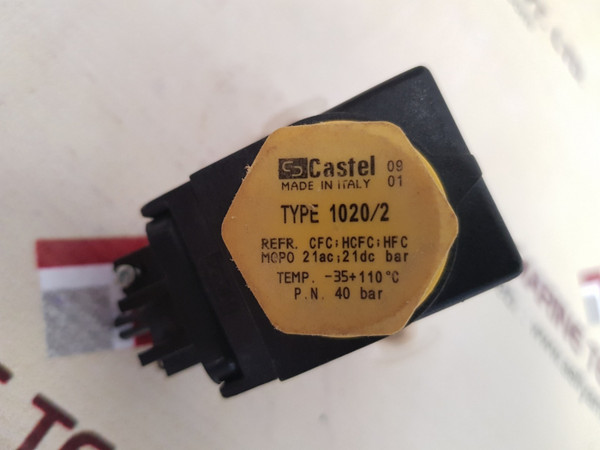 Castel 09
MADE IN ITALY 01
TYPE 1020/2
REFR. CFC;HCFC;HFC
MOPO 21ac;21dc bar
TEMP. -35+110°C
P.N. 40 bar